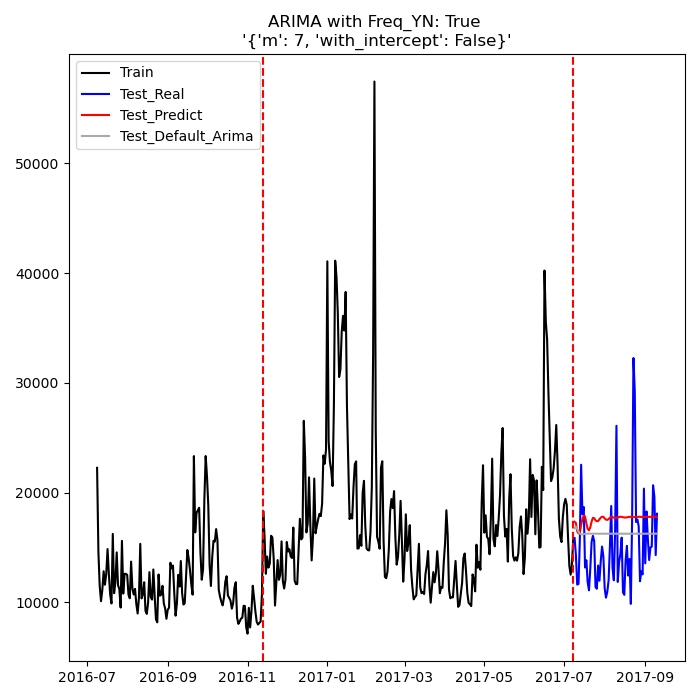 ARIMA with Freq_YN: True
'{'m': 7, 'with_intercept': False}'
Train
Test_Real
Test_Predict
Test_Default_Arima
50000
40000
30000
20000
10000
2016-07 2016-09 2016-11 2017-01 2017-03 2017-05 2017-07 2017-09